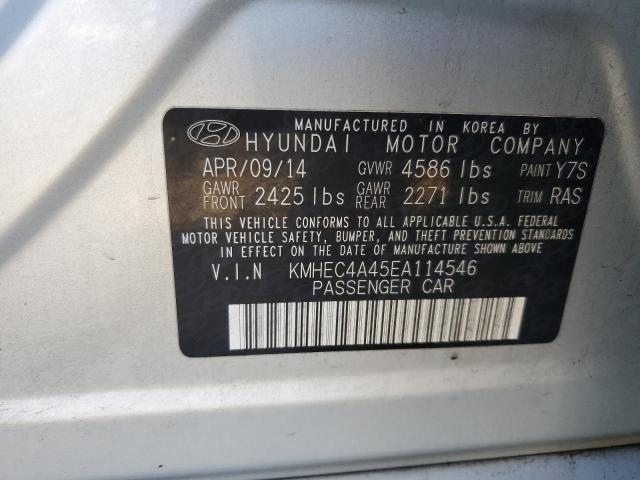 MANUFACTURED IN KOREA BY
HYUNDAI MOTOR COMPANY
APR/09/14 GVWR 4586 lbs PAINT Y7S
GAWR FRONT 2425 lbs GAWR REAR 2271 lbs TRIM RAS
THIS VEHICLE CONFORMS TO ALL APPLICABLE U.S.A. FEDERAL
MOTOR VEHICLE SAFETY, BUMPER, AND THEFT PREVENTION STANDARDS
IN EFFECT ON THE DATE OF MANUFACTURE SHOWN ABOVE.
V.I.N KMHEC4A45EA114546
PASSENGER CAR